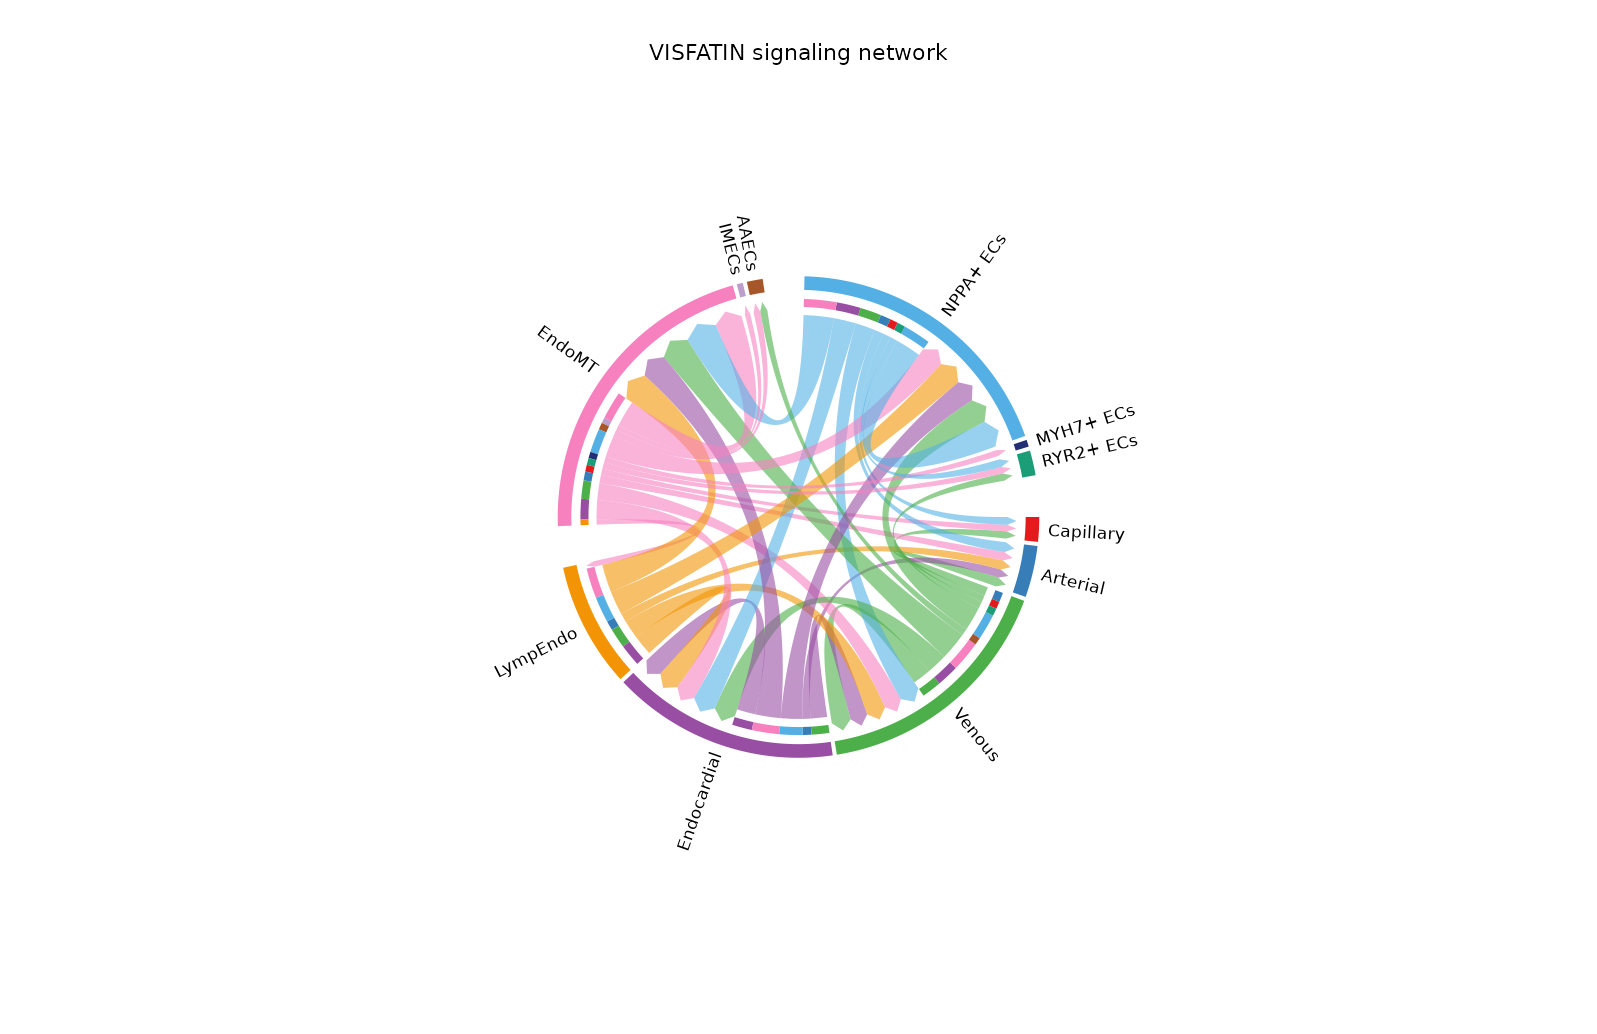 VISFATIN signaling network
AAECs
IMECs
NPPA+ ECs
EndoMT
MYH7+ ECs
RYR2+ ECs
Capillary
Arterial
LympEndo
Venous
Endocardial